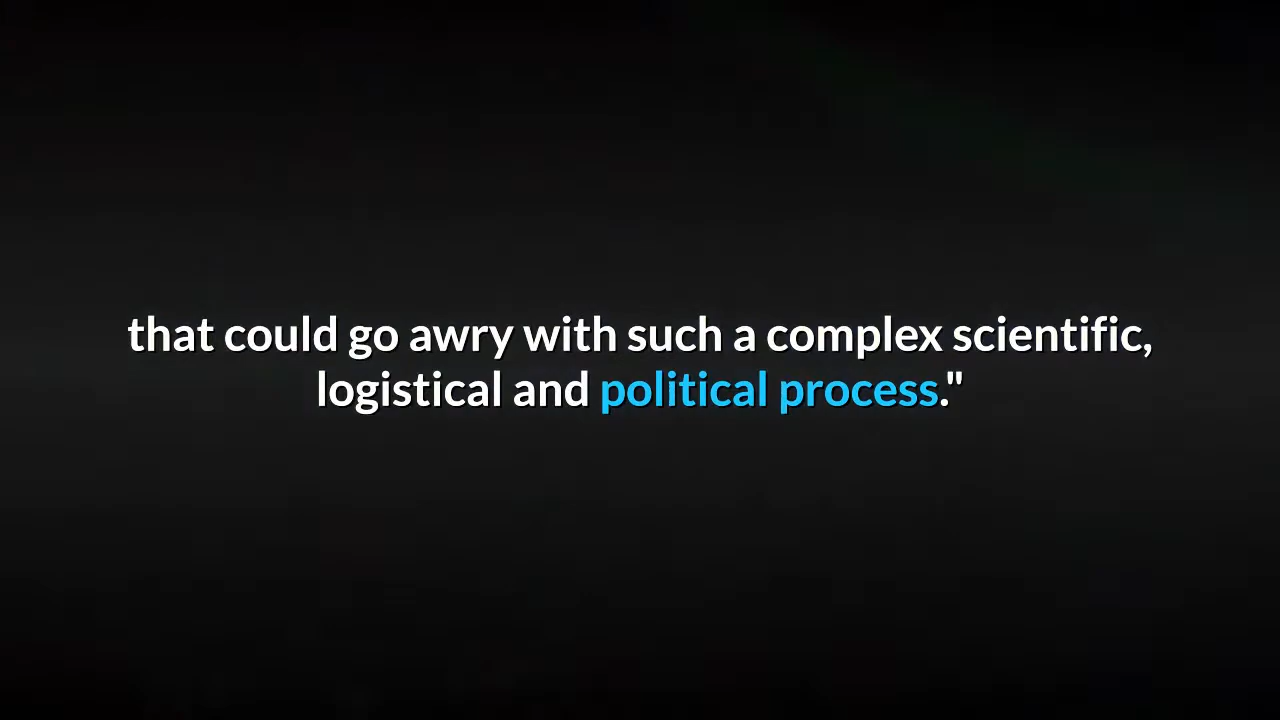 that could go awry with such a complex scientific,
logistical and political process."